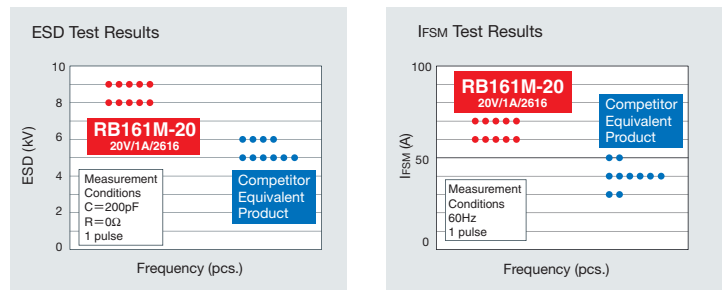 ESD Test Results
10
8
6
4
2
0
ESD (kV)
RB161M-20
20V/1A/2616
Competitor
Equivalent
Product
Measurement
Conditions
C=200pF
R=0Ω
1 pulse
Frequency (pcs.)
IFSM Test Results
100
50
0
IFSM (A)
RB161M-20
20V/1A/2616
Competitor
Equivalent
Product
Measurement
Conditions
60Hz
1 pulse
Frequency (pcs.)